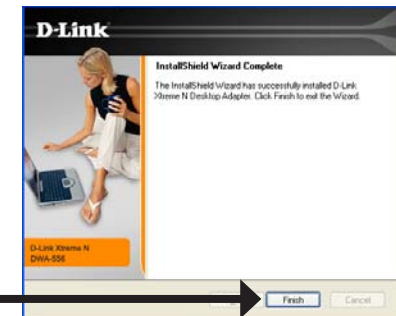 D-Link
InstallShield Wizard Complete
The InstallShield Wizard has successfully installed D-Link
Xtreme N Desktop Adapter. Click Finish to exit the Wizard.
D-Link Xtreme N
DWA-556
Finish
Cancel